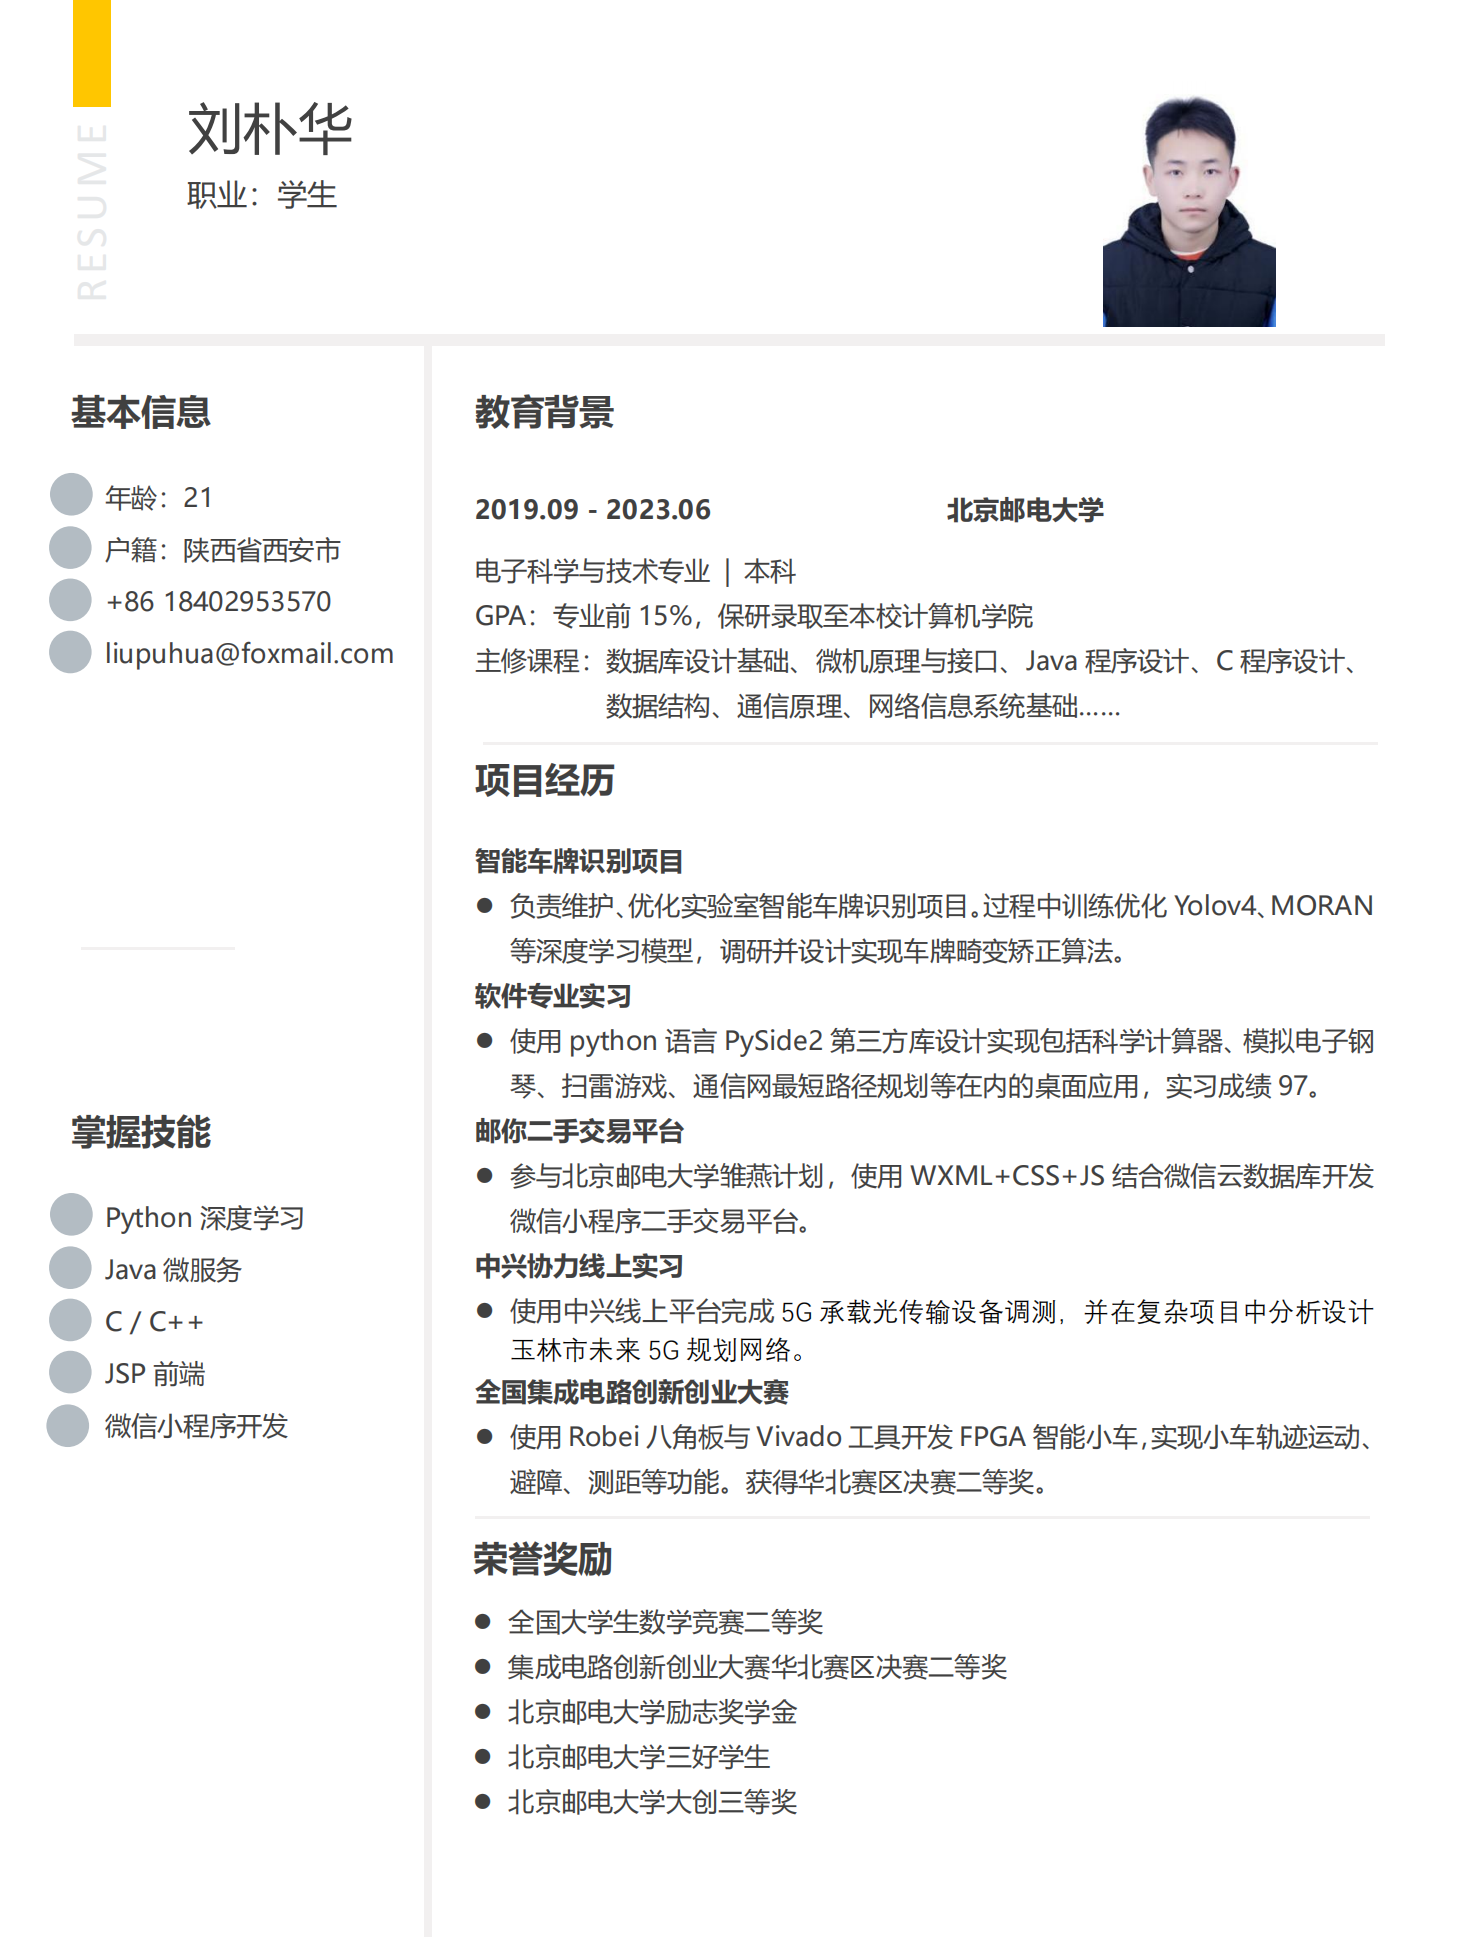 RESUME
刘朴华
职业：学生
基本信息
年龄：21
户籍：陕西省西安市
+86 18402953570
liupuhua@foxmail.com
掌握技能
Python 深度学习
Java 微服务
C / C++
JSP 前端
微信小程序开发
教育背景
2019.09 - 2023.06 北京邮电大学
电子科学与技术专业 | 本科
GPA：专业前 15%，保研录取至本校计算机学院
主修课程：数据库设计基础、微机原理与接口、Java 程序设计、C 程序设计、
数据结构、通信原理、网络信息系统基础……
项目经历
智能车牌识别项目
● 负责维护、优化实验室智能车牌识别项目。过程中训练优化 Yolov4、MORAN
等深度学习模型，调研并设计实现车牌畸变矫正算法。
软件专业实习
● 使用 python 语言 PySide2 第三方库设计实现包括科学计算器、模拟电子钢
琴、扫雷游戏、通信网最短路径规划等在内的桌面应用，实习成绩 97。
邮你二手交易平台
● 参与北京邮电大学雏燕计划，使用 WXML+CSS+JS 结合微信云数据库开发
微信小程序二手交易平台。
中兴协力线上实习
● 使用中兴线上平台完成 5G 承载光传输设备调测，并在复杂项目中分析设计
玉林市未来 5G 规划网络。
全国集成电路创新创业大赛
● 使用 Robei 八角板与 Vivado 工具开发 FPGA 智能小车，实现小车轨迹运动、
避障、测距等功能。获得华北赛区决赛二等奖。
荣誉奖励
● 全国大学生数学竞赛二等奖
● 集成电路创新创业大赛华北赛区决赛二等奖
● 北京邮电大学励志奖学金
● 北京邮电大学三好学生
● 北京邮电大学大创三等奖